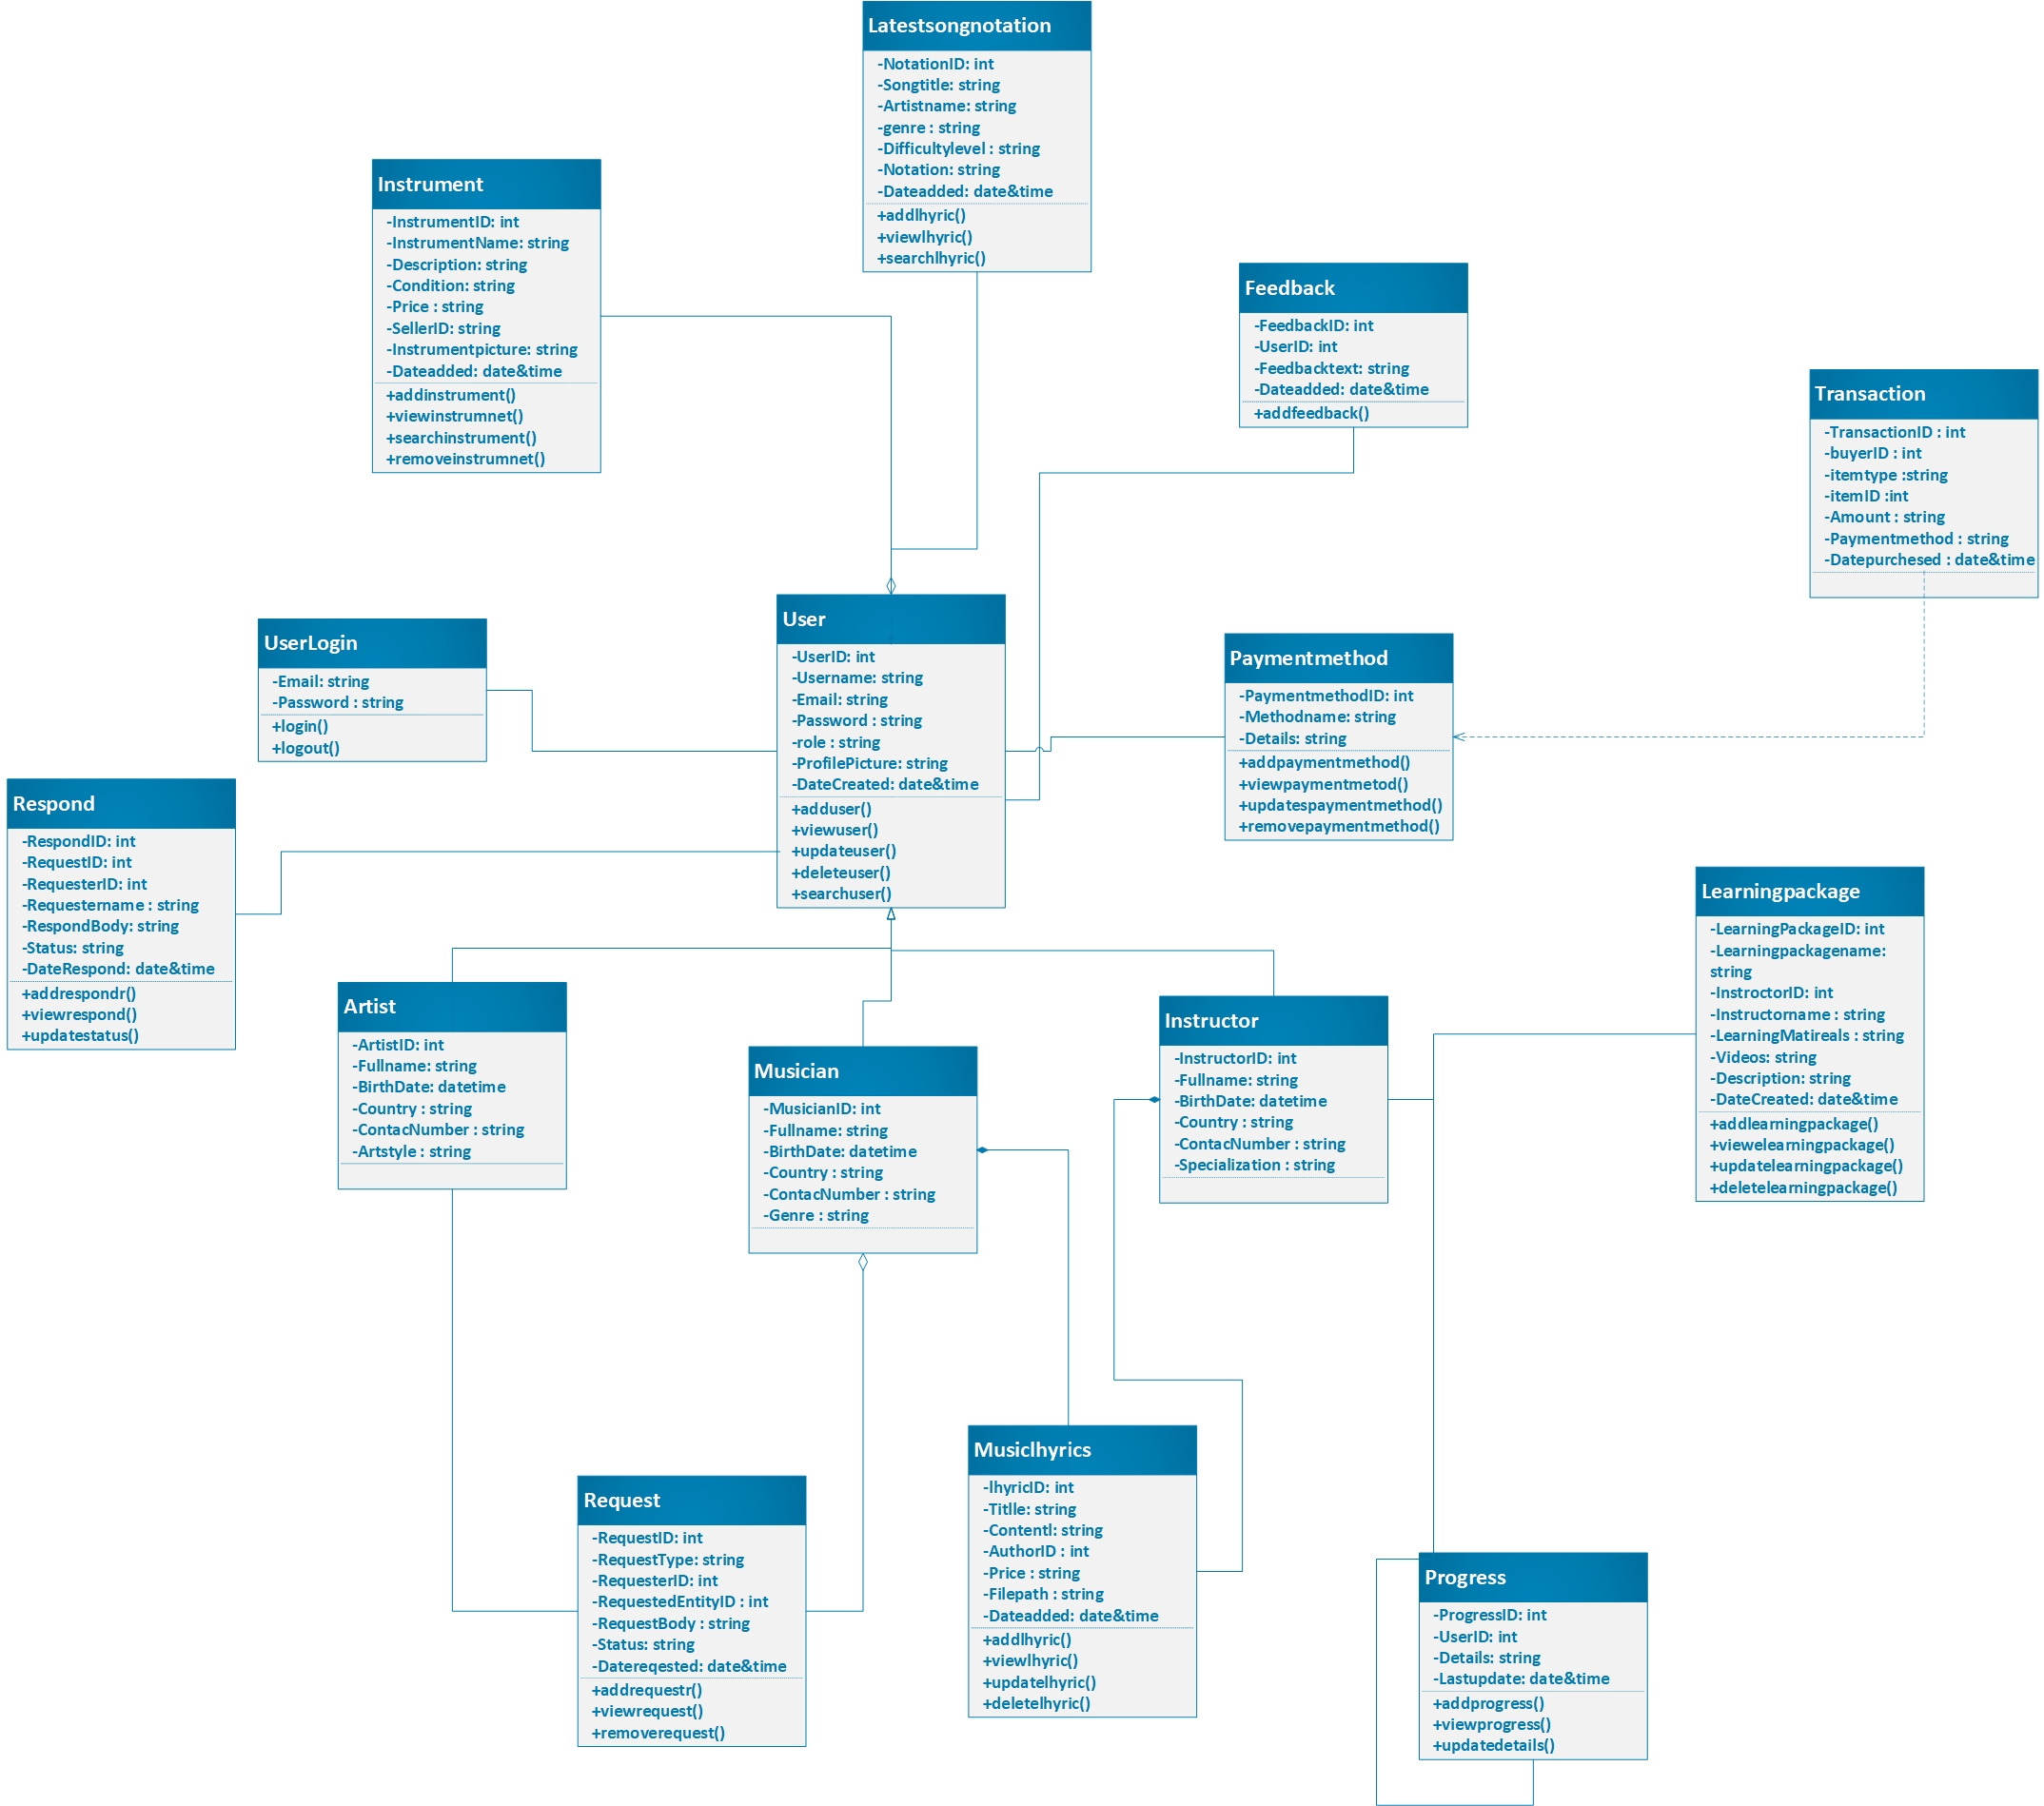 Latestsongnotation
-NotationID: int
-Songtitle: string
-Artistname: string
-genre : string
-Difficultylevel : string
-Notation: string
-Dateadded: date&time
+addlhyric()
+viewlhyric()
+searchlhyric()
Instrument
-InstrumentID: int
-InstrumentName: string
-Description: string
-Condition: string
-Price : string
-SellerID: string
-Instrumentpicture: string
-Dateadded: date&time
+addinstrument()
+viewinstrumnet()
+searchinstrument()
+removeinstrumnet()
Feedback
-FeedbackID: int
-UserID: int
-Feedbacktext: string
-Dateadded: date&time
+addfeedback()
Transaction
-TransactionID : int
-buyerID : int
-itemtype :string
-itemID :int
-Amount : string
-Paymentmethod : string
-Datepurchesed : date&time
UserLogin
-Email: string
-Password : string
+login()
+logout()
User
-UserID: int
-Username: string
-Email: string
-Password : string
-role : string
-ProfilePicture: string
-DateCreated: date&time
+adduser()
+viewuser()
+updateuser()
+deleteuser()
+searchuser()
Paymentmethod
-PaymentmethodID: int
-Methodname: string
-Details: string
+addpaymentmethod()
+viewpaymentmetod()
+updatespaymentmethod()
+removepaymentmethod()
Respond
-RespondID: int
-RequestID: int
-RequesterID: int
-Requestername : string
-RespondBody: string
-Status: string
-DateRespond: date&time
+addrespondr()
+viewrespond()
+updatestatus()
Learningpackage
-LearningPackageID: int
-Learningpackagename:
string
-InstroctorID: int
-Instructorname : string
-LearningMatireals : string
-Videos: string
-Description: string
-DateCreated: date&time
+addlearningpackage()
+viewelearningpackage()
+updatelearningpackage()
+deletelearningpackage()
Artist
-ArtistID: int
-Fullname: string
-BirthDate: datetime
-Country : string
-ContacNumber : string
-Artstyle : string
Musician
-MusicianID: int
-Fullname: string
-BirthDate: datetime
-Country : string
-ContacNumber : string
-Genre : string
Instructor
-InstructorID: int
-Fullname: string
-BirthDate: datetime
-Country : string
-ContacNumber : string
-Specialization : string
Request
-RequestID: int
-RequestType: string
-RequesterID: int
-RequestedEntityID : int
-RequestBody : string
-Status: string
-Datereqested: date&time
+addrequestr()
+viewrequest()
+removerequest()
Musiclhyrics
-lhyricID: int
-Titlle: string
-Contentl: string
-AuthorID : int
-Price : string
-Filepath : string
-Dateadded: date&time
+addlhyric()
+viewlhyric()
+updatelhyric()
+deletelhyric()
Progress
-ProgressID: int
-UserID: int
-Details: string
-Lastupdate: date&time
+addprogress()
+viewprogress()
+updatedetails()